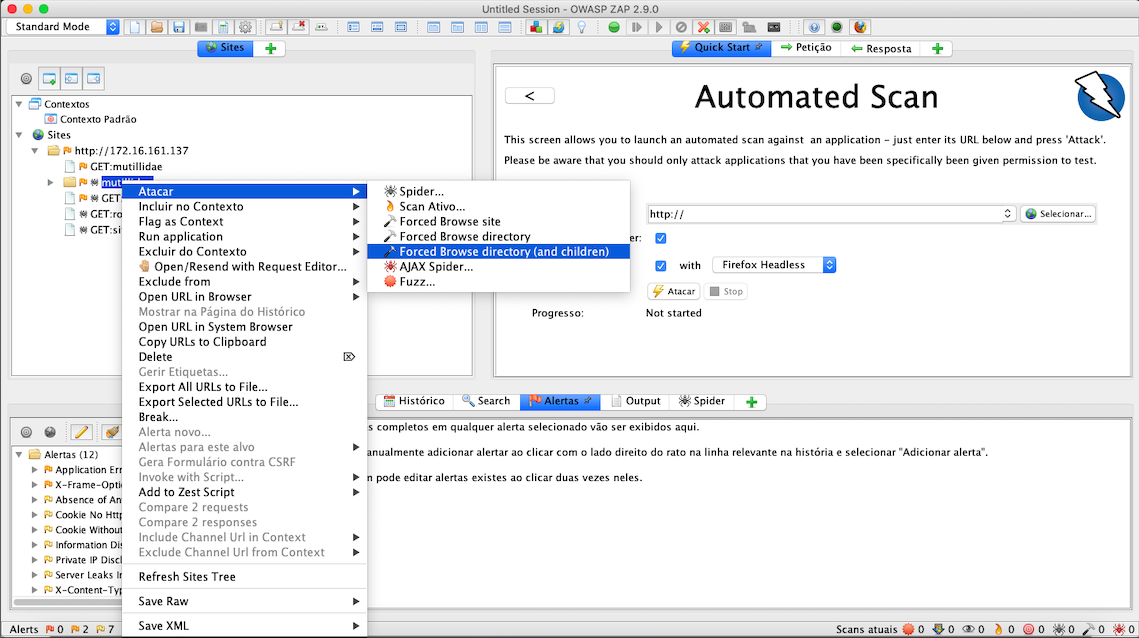 Untitled Session - OWASP ZAP 2.9.0
Standard Mode
Sites
Quick Start
Petição
Resposta
Contextos
Contexto Padrão
Sites
http://172.16.161.137
GET:mutillidae
GET:
GET:ro
GET:si
<
Automated Scan
This screen allows you to launch an automated scan against an application - just enter its URL below and press 'Attack'.
Please be aware that you should only attack applications that you have been specifically been given permission to test.
http://
Selecionar...
er:
with
Firefox Headless
Atacar
Stop
Progresso:
Not started
Atacar
Incluir no Contexto
Flag as Context
Run application
Excluir do Contexto
Open/Resend with Request Editor...
Exclude from
Open URL in Browser
Mostrar na Página do Histórico
Open URL in System Browser
Copy URLs to Clipboard
Delete
Gerir Etiquetas...
Export All URLs to File...
Export Selected URLs to File...
Break...
Alerta novo...
Alertas para este alvo
Gera Formulário contra CSRF
Invoke with Script...
Add to Zest Script
Compare 2 requests
Compare 2 responses
Include Channel Url in Context
Exclude Channel Url from Context
Refresh Sites Tree
Save Raw
Save XML
Spider...
Scan Ativo...
Forced Browse site
Forced Browse directory
Forced Browse directory (and children)
AJAX Spider...
Fuzz...
Histórico
Search
Alertas
Output
Spider
Alertas (12)
Application Err
X-Frame-Opti
Absence of An
Cookie No Http
Cookie Without
Information Dis
Private IP Discl
Server Leaks In
X-Content-Typ
s completos em qualquer alerta selecionado vão ser exibidos aqui.
anualmente adicionar alertar ao clicar com o lado direito do rato na linha relevante na história e selecionar "Adicionar alerta".
m pode editar alertas existes ao clicar duas vezes neles.
Alerts 0 2 7
Scans atuais 0 0 0 0 0 0 0 0